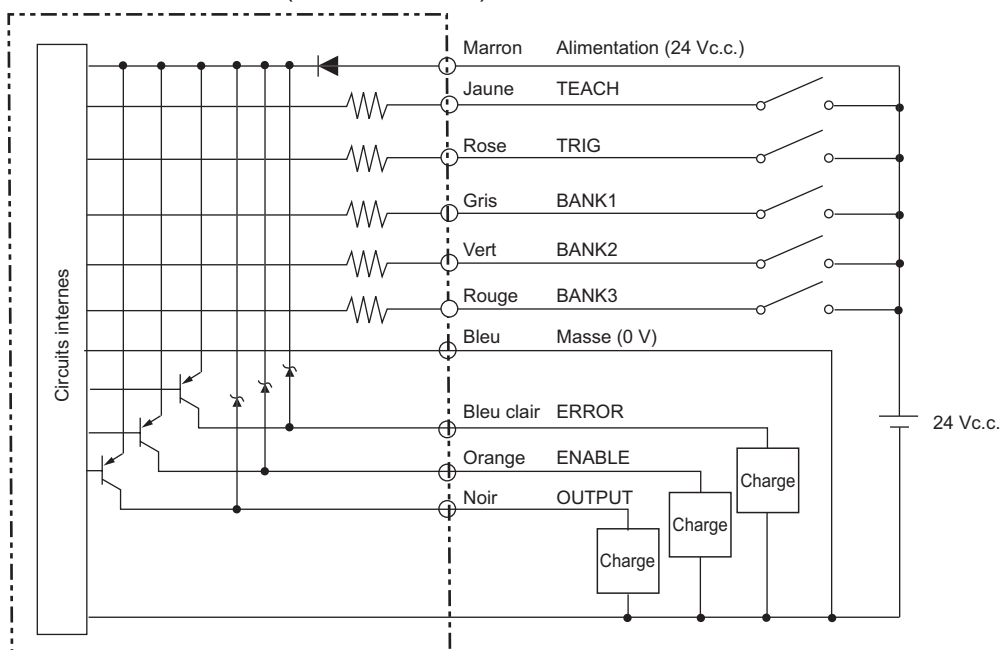 Marron Alimentation (24 Vc.c.)
Jaune TEACH
Rose TRIG
Gris BANK1
Vert BANK2
Rouge BANK3
Bleu Masse (0 V)
Circuits internes
Bleu clair ERROR
24 Vc.c.
Orange ENABLE
Charge
Noir OUTPUT
Charge
Charge